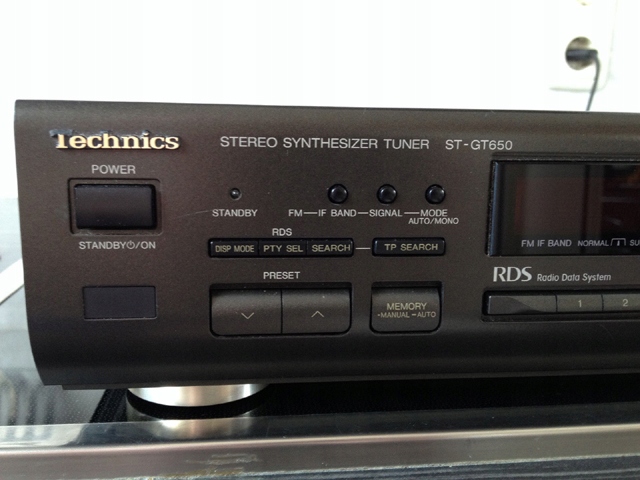 Technics STEREO SYNTHESIZER TUNER ST-GT650
POWER
STANDBY FM IF BAND SIGNAL MODE
AUTO/MONO
STANDBY⏻/ON
RDS
DISP MODE PTY SEL SEARCH TP SEARCH
FM IF BAND NORMAL
PRESET
RDS Radio Data System
MEMORY
-MANUAL -AUTO
1 2